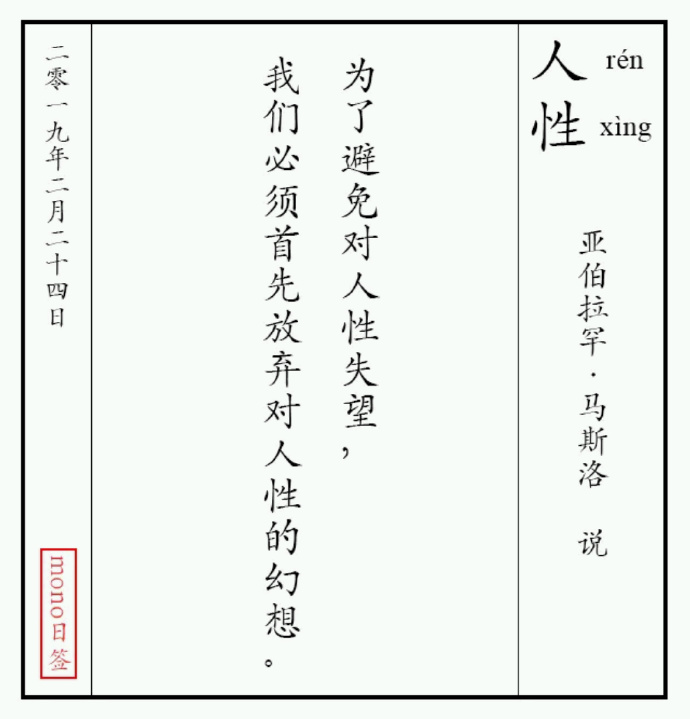 人 rén
性 xìng
亚伯拉罕·马斯洛 说
为了避免对人性失望，
我们必须首先放弃对人性的幻想。
二零一九年二月二十四日
mono日签